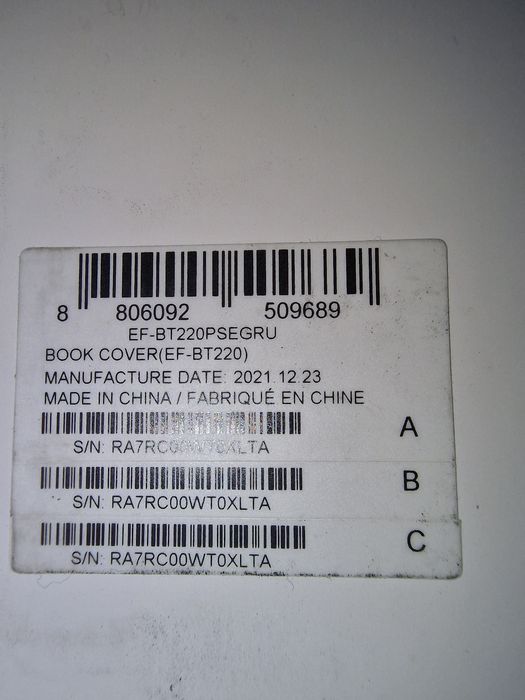 8 806092 509689
EF-BT220PSEGRU
BOOK COVER(EF-BT220)
MANUFACTURE DATE: 2021.12.23
MADE IN CHINA / FABRIQUÉ EN CHINE
A
S/N: RA7RC00WT0XLTA
B
S/N: RA7RC00WT0XLTA
C
S/N: RA7RC00WT0XLTA